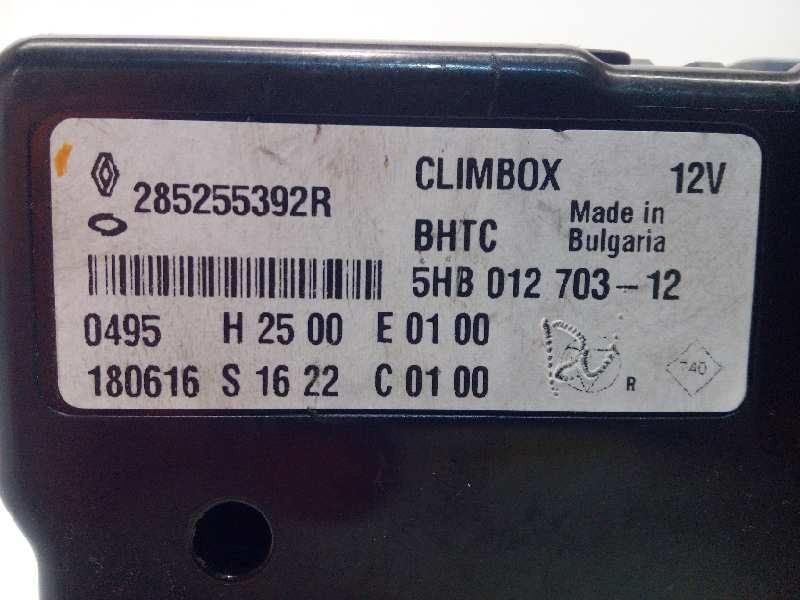 285255392R
CLIMBOX 12V
BHTC Made in
Bulgaria
5HB 012 703-12
0495 H 25 00 E 01 00
180616 S 16 22 C 01 00
R